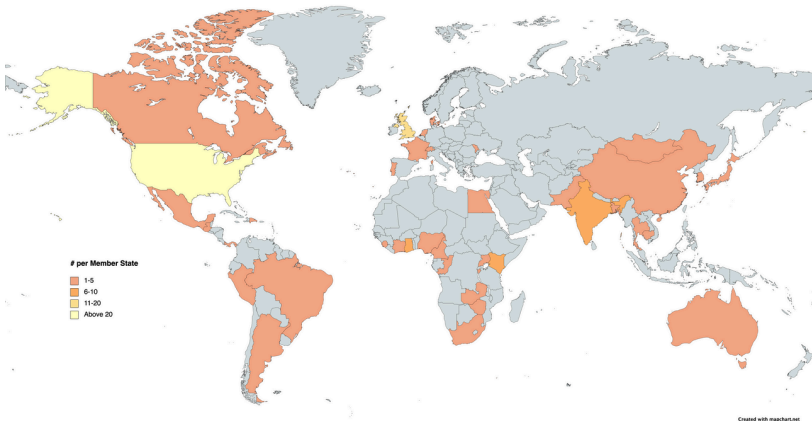 # per Member State
1-5
6-10
11-20
Above 20
Created with mapchart.net